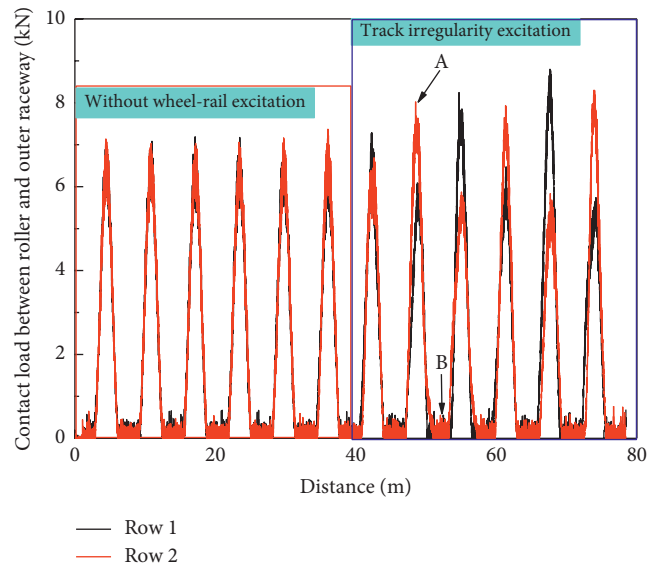 Contact load between roller and outer raceway (kN)
10
8
6
4
2
0
Without wheel-rail excitation
Track irregularity excitation
A
B
0
20
40
60
80
Distance (m)
Row 1
Row 2